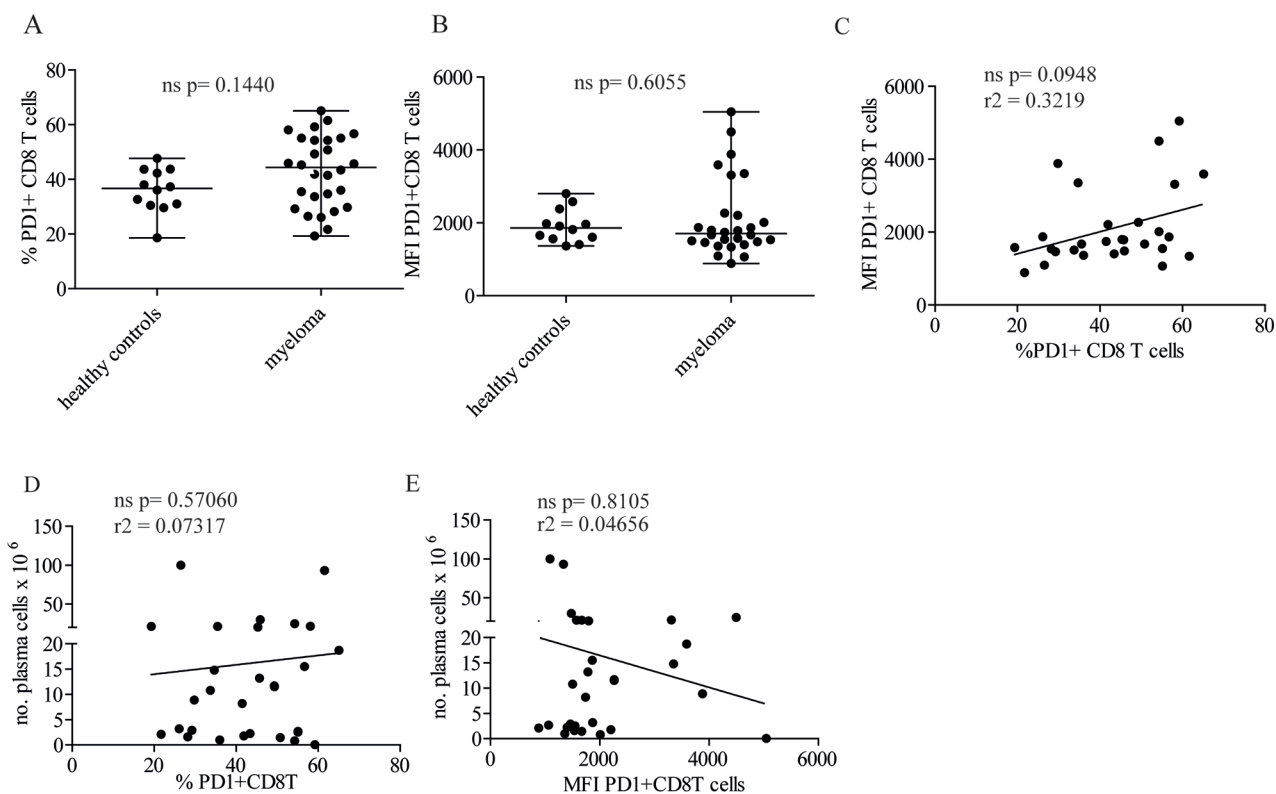 A
ns p= 0.1440
% PD1+ CD8 T cells
80
60
40
20
0
healthy controls
myeloma
B
ns p= 0.6055
MFI PD1+CD8 T cells
6000
4000
2000
0
healthy controls
myeloma
C
ns p= 0.0948
r2 = 0.3219
MFI PD1+ CD8 T cells
6000
4000
2000
0
0 20 40 60 80
%PD1+ CD8 T cells
D
ns p= 0.57060
r2 = 0.07317
no. plasma cells x 10 6
150
100
50
20
15
10
5
0
0 20 40 60 80
% PD1+CD8T
E
ns p= 0.8105
r2 = 0.04656
no. plasma cells x 10 6
150
100
50
20
15
10
5
0
0 2000 4000 6000
MFI PD1+CD8T cells